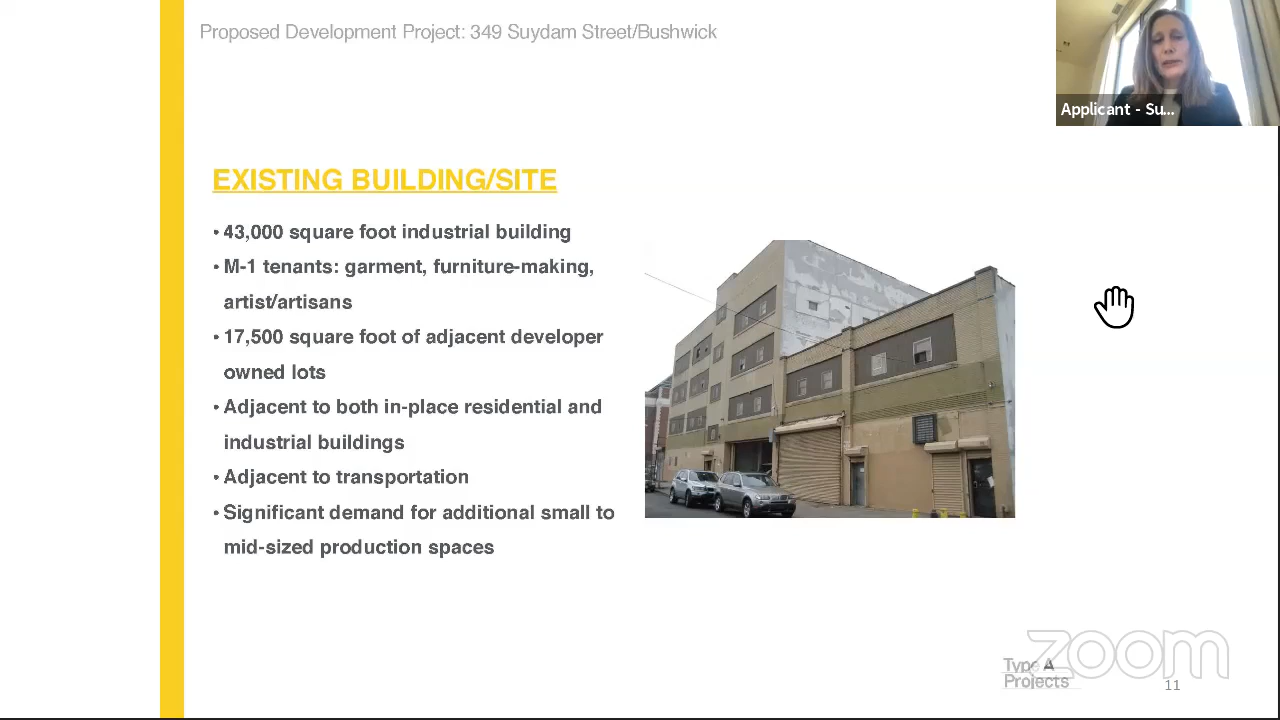 Proposed Development Project: 349 Suydam Street/Bushwick
Applicant - Su...
EXISTING BUILDING/SITE
• 43,000 square foot industrial building
• M-1 tenants: garment, furniture-making,
artist/artisans
• 17,500 square foot of adjacent developer
owned lots
• Adjacent to both in-place residential and
industrial buildings
• Adjacent to transportation
• Significant demand for additional small to
mid-sized production spaces
zoom
Type A
Projects
11